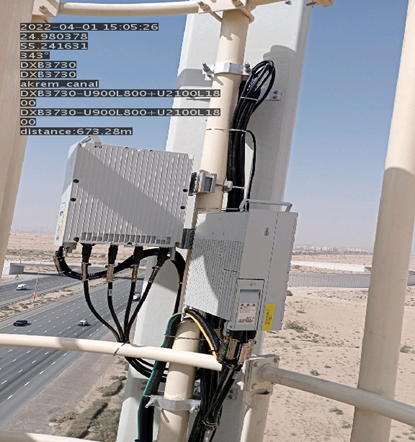 2022-04-01 15:05:26
24.980378
55.241631
343°
DXB3730
DXB3730
akrem_canal
DXB3730-U900L800+U2100L18
00
DXB3730-U900L800+U2100L18
00
distance:673.28m